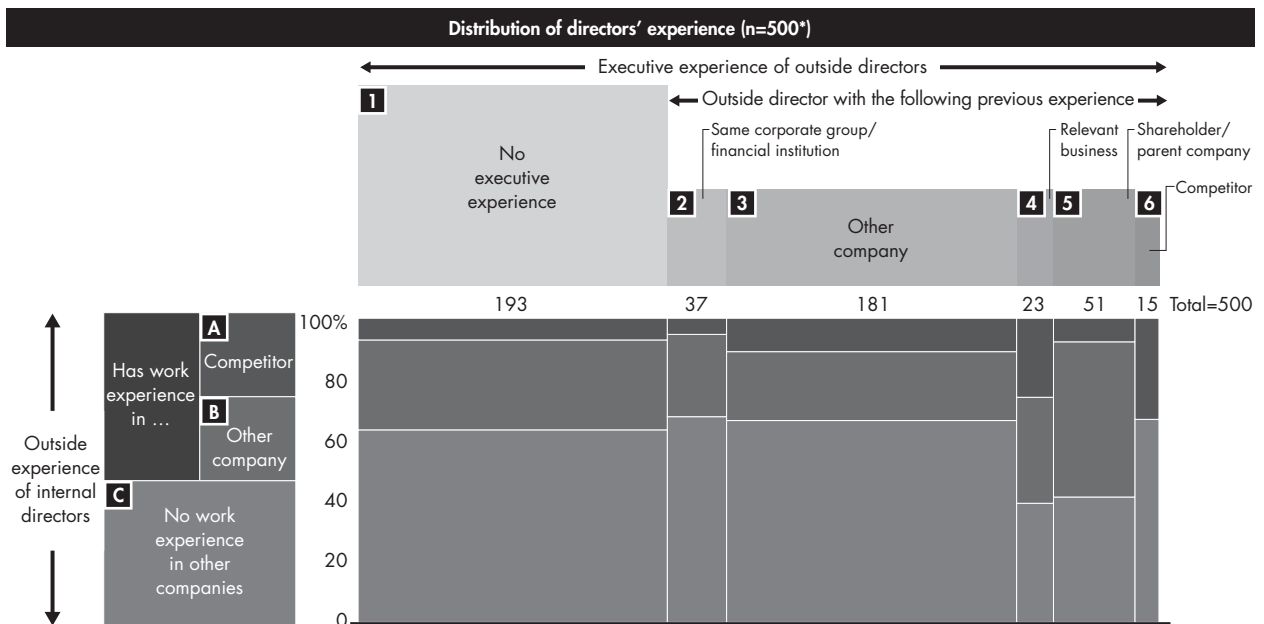 Distribution of directors’ experience (n=500*)
Executive experience of outside directors
1
Outside director with the following previous experience
Same corporate group/
financial institution
Relevant
business
Shareholder/
parent company
Competitor
No
executive
experience
2
3
4
5
6
Other
company
193
37
181
23
51
15
Total=500
A
Competitor
Has work
experience
in …
B
Other
company
C
No work
experience
in other
companies
Outside
experience
of internal
directors
100%
80
60
40
20
0